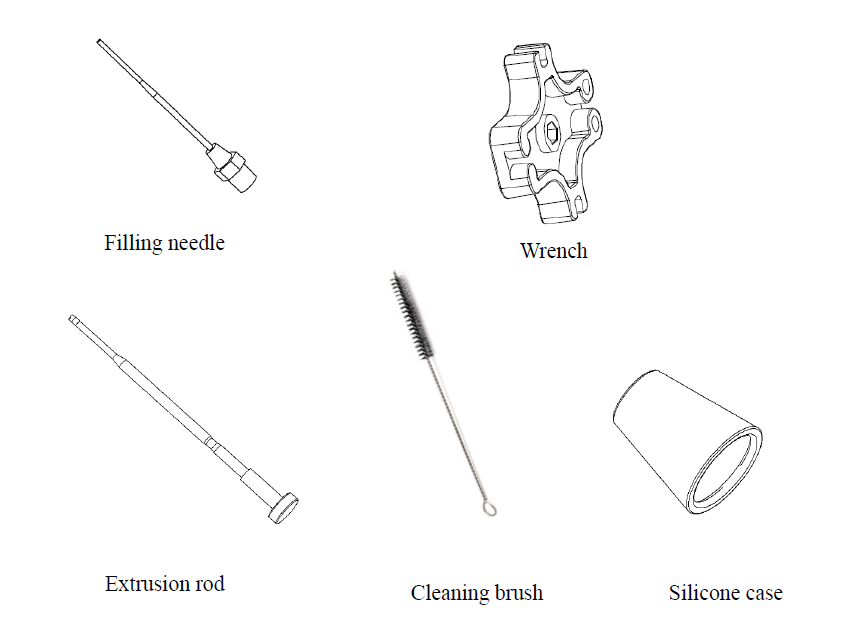 Filling needle
Wrench
Extrusion rod
Cleaning brush
Silicone case